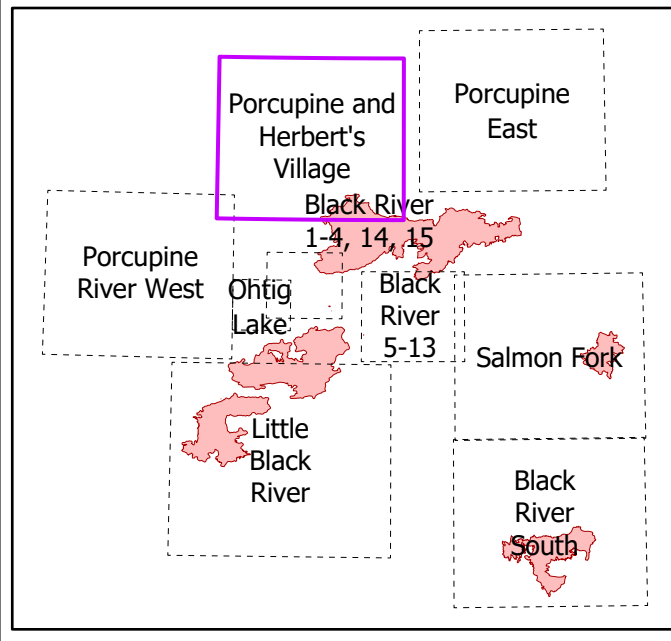 Porcupine and
Herbert's
Village
Porcupine
East
Black River
1-4, 14, 15
Porcupine
River West
Ohtig
Lake
Black
River
5-13
Salmon Fork
Little
Black
River
Black
River
South